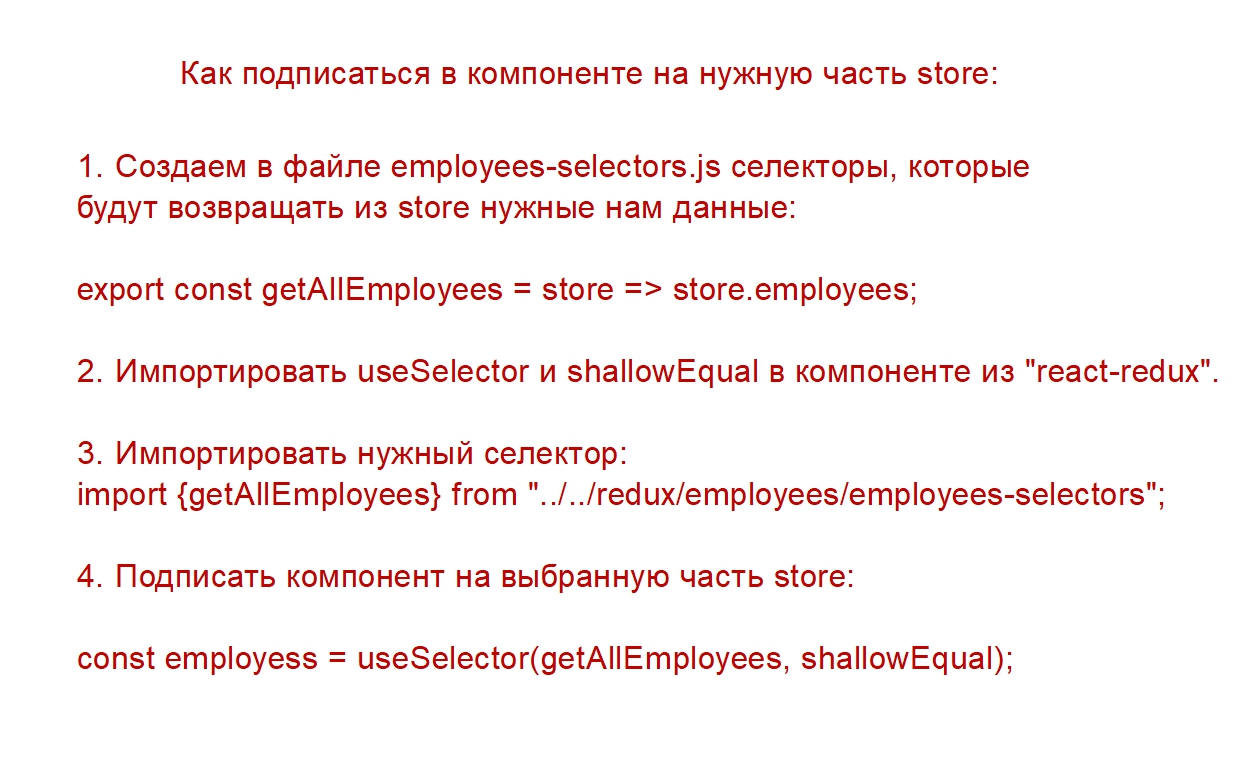 Как подписаться в компоненте на нужную часть store:
1. Создаем в файле employees-selectors.js селекторы, которые
будут возвращать из store нужные нам данные:
export const getAllEmployees = store => store.employees;
2. Импортировать useSelector и shallowEqual в компоненте из "react-redux".
3. Импортировать нужный селектор:
import {getAllEmployees} from "../../redux/employees/employees-selectors";
4. Подписать компонент на выбранную часть store:
const employess = useSelector(getAllEmployees, shallowEqual);